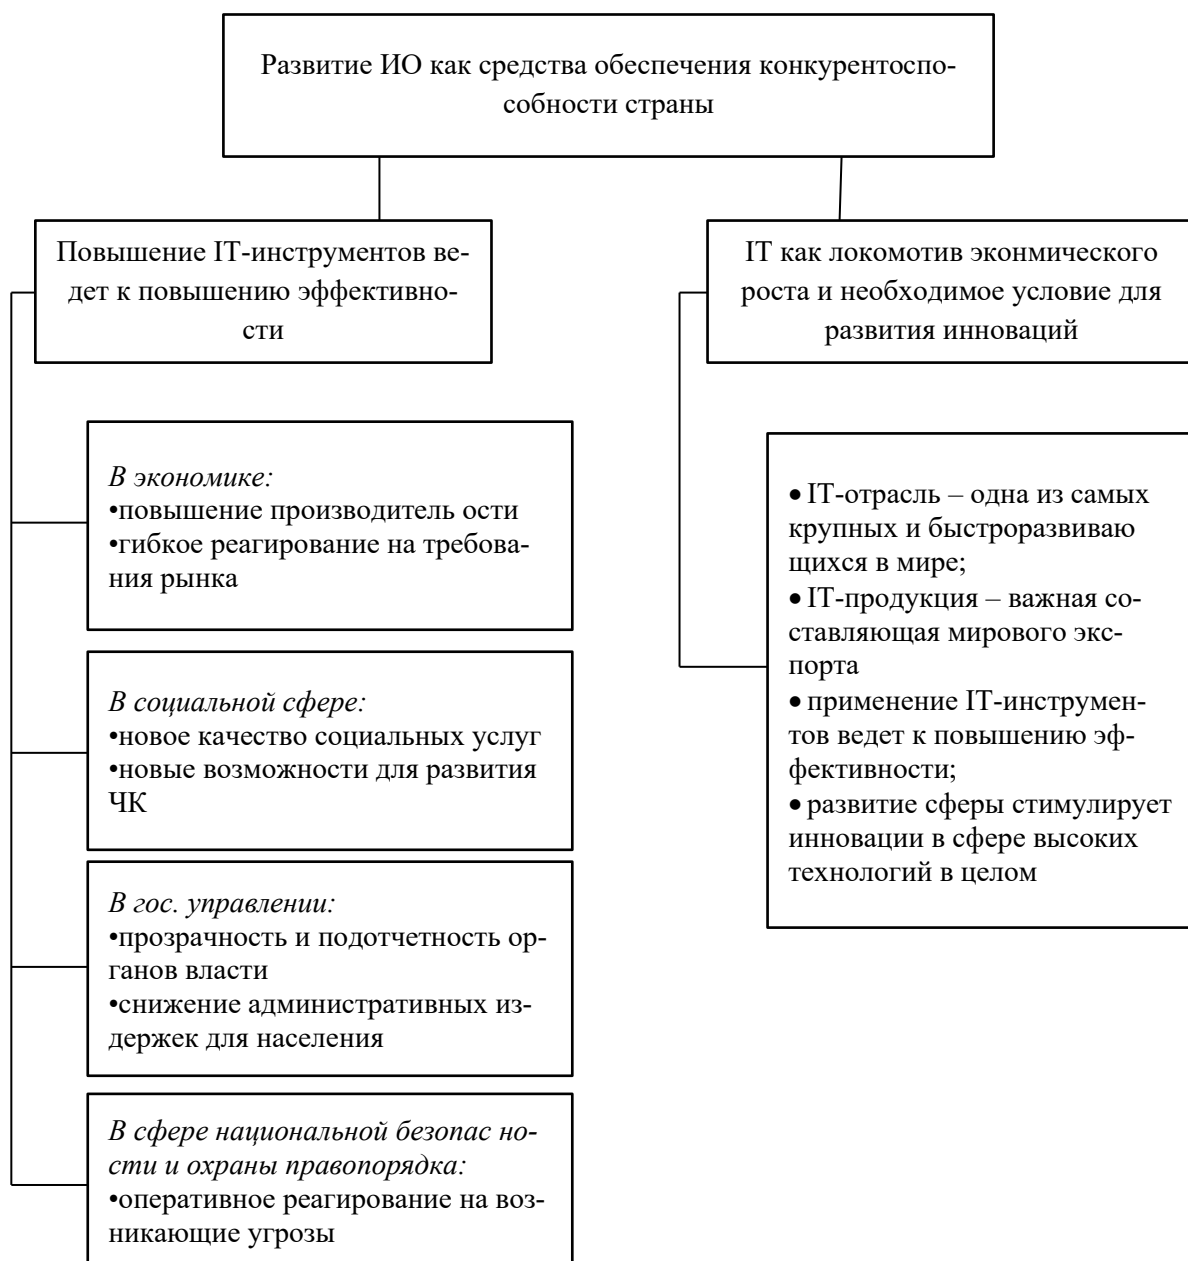 Развитие ИО как средства обеспечения конкурентоспо-
собности страны
Повышение IT-инструментов ве-
дет к повышению эффективно-
сти
IT как локомотив эконмического
роста и необходимое условие для
развития инноваций
В экономике:
•повышение производитель ости
•гибкое реагирование на требова-
ния рынка
В социальной сфере:
•новое качество социальных услуг
•новые возможности для развития
ЧК
В гос. управлении:
•прозрачность и подотчетность ор-
ганов власти
•снижение административных из-
держек для населения
В сфере национальной безопас но-
сти и охраны правопорядка:
•оперативное реагирование на воз-
никающие угрозы
• IT-отрасль – одна из самых
крупных и быстроразвиваю
щихся в мире;
• IT-продукция – важная со-
ставляющая мирового экс-
порта
• применение IT-инструмен-
тов ведет к повышению эф-
фективности;
• развитие сферы стимулирует
инновации в сфере высоких
технологий в целом